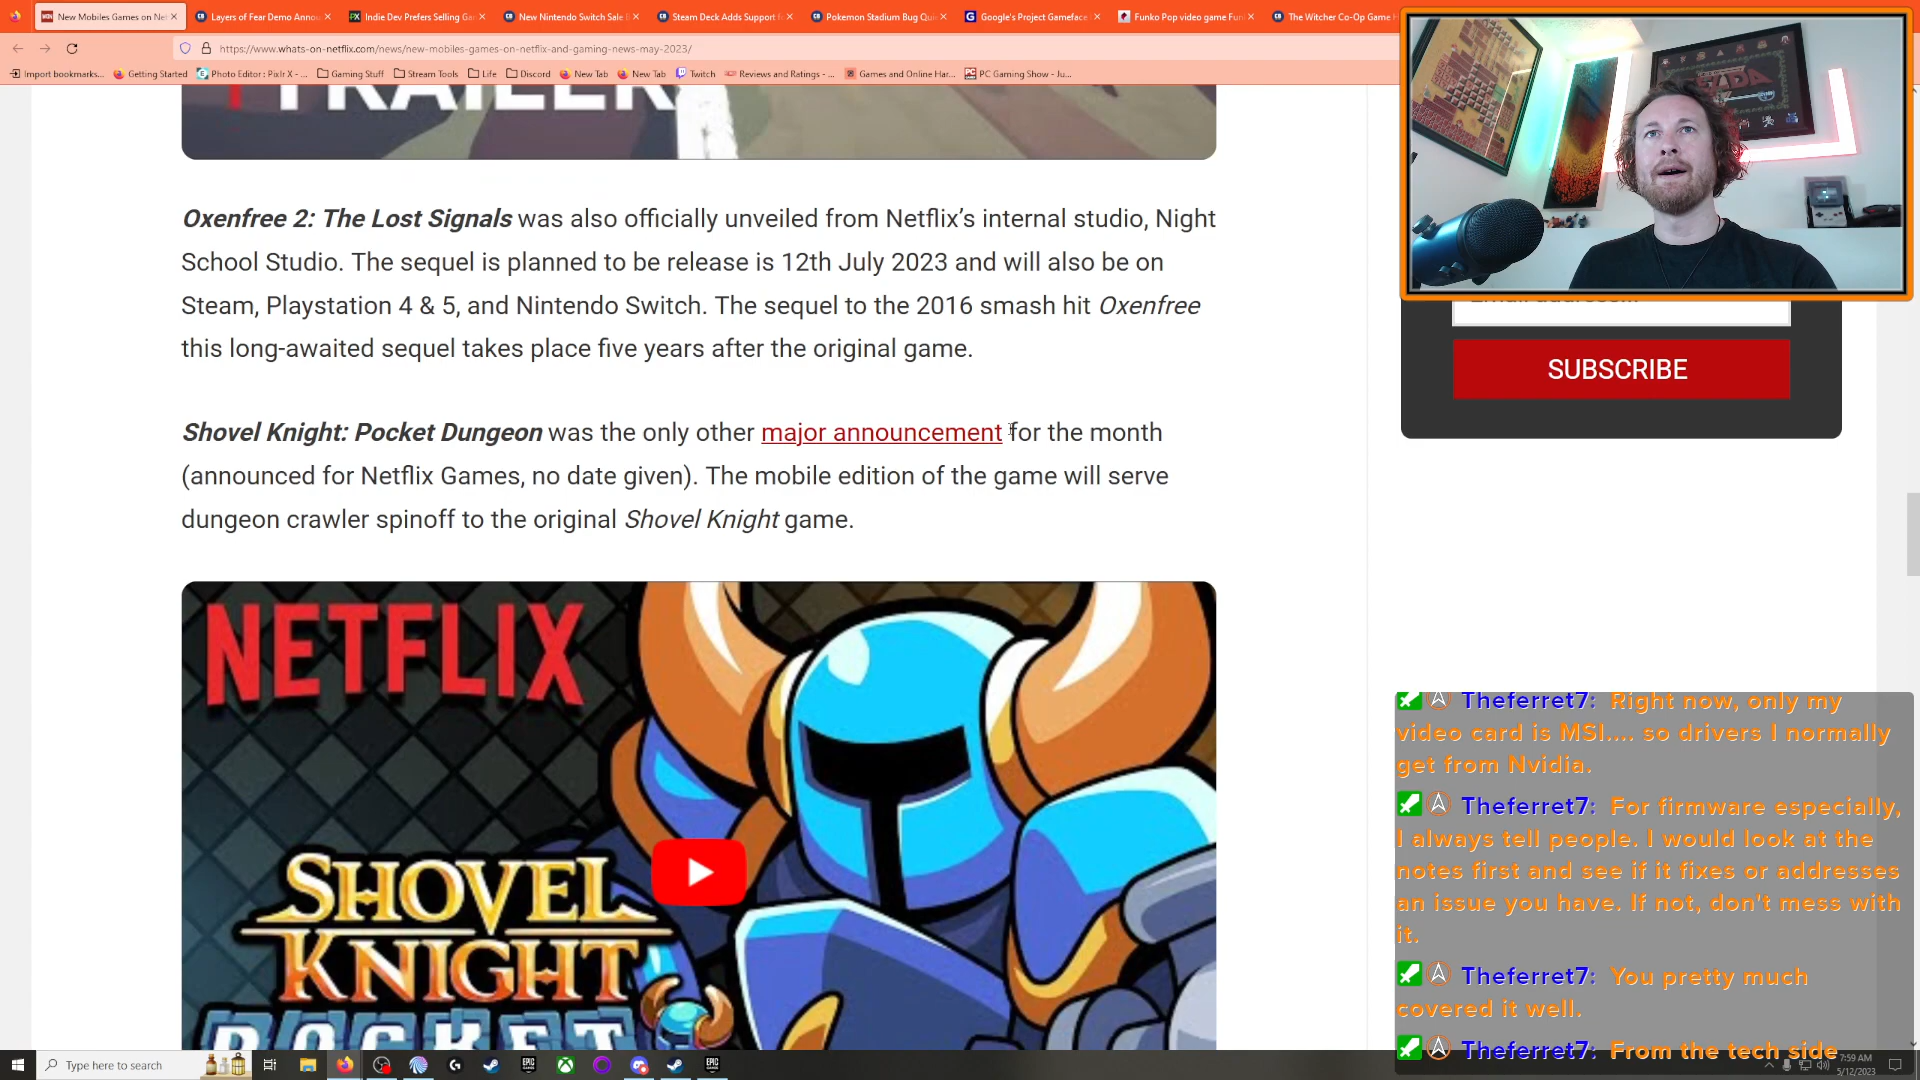 New Mobiles Games on Net
Layers of Fear Demo Annou
Indie Dev Prefers Selling Ga
New Nintendo Switch Sale
Steam Deck Adds Support f
Pokemon Stadium Bug Qui
Google's Project Gameface
Funko Pop video game Fun
The Witcher Co-Op Game
https://www.whats-on-netflix.com/news/new-mobiles-games-on-netflix-and-gaming-news-may-2023/
Import bookmarks... Getting Started Photo Editor : Pixlr X - ... Gaming Stuff Stream Tools Life Discord New Tab New Tab Twitch Reviews and Ratings - ... Games and Online Har... PC Gaming Show - Ju...
TRAILER
Oxenfree 2: The Lost Signals was also officially unveiled from Netflix’s internal studio, Night
School Studio. The sequel is planned to be release is 12th July 2023 and will also be on
Steam, Playstation 4 & 5, and Nintendo Switch. The sequel to the 2016 smash hit Oxenfree
this long-awaited sequel takes place five years after the original game.
Shovel Knight: Pocket Dungeon was the only other major announcement for the month
(announced for Netflix Games, no date given). The mobile edition of the game will serve
dungeon crawler spinoff to the original Shovel Knight game.
NETFLIX
SHOVEL
KNIGHT
POCKET
SUBSCRIBE
Theferret7: Right now, only my
video card is MSI.... so drivers I normally
get from Nvidia.
Theferret7: For firmware especially,
I always tell people. I would look at the
notes first and see if it fixes or addresses
an issue you have. If not, don't mess with
it.
Theferret7: You pretty much
covered it well.
Theferret7: From the tech side
Type here to search
7:59 AM
5/12/2023